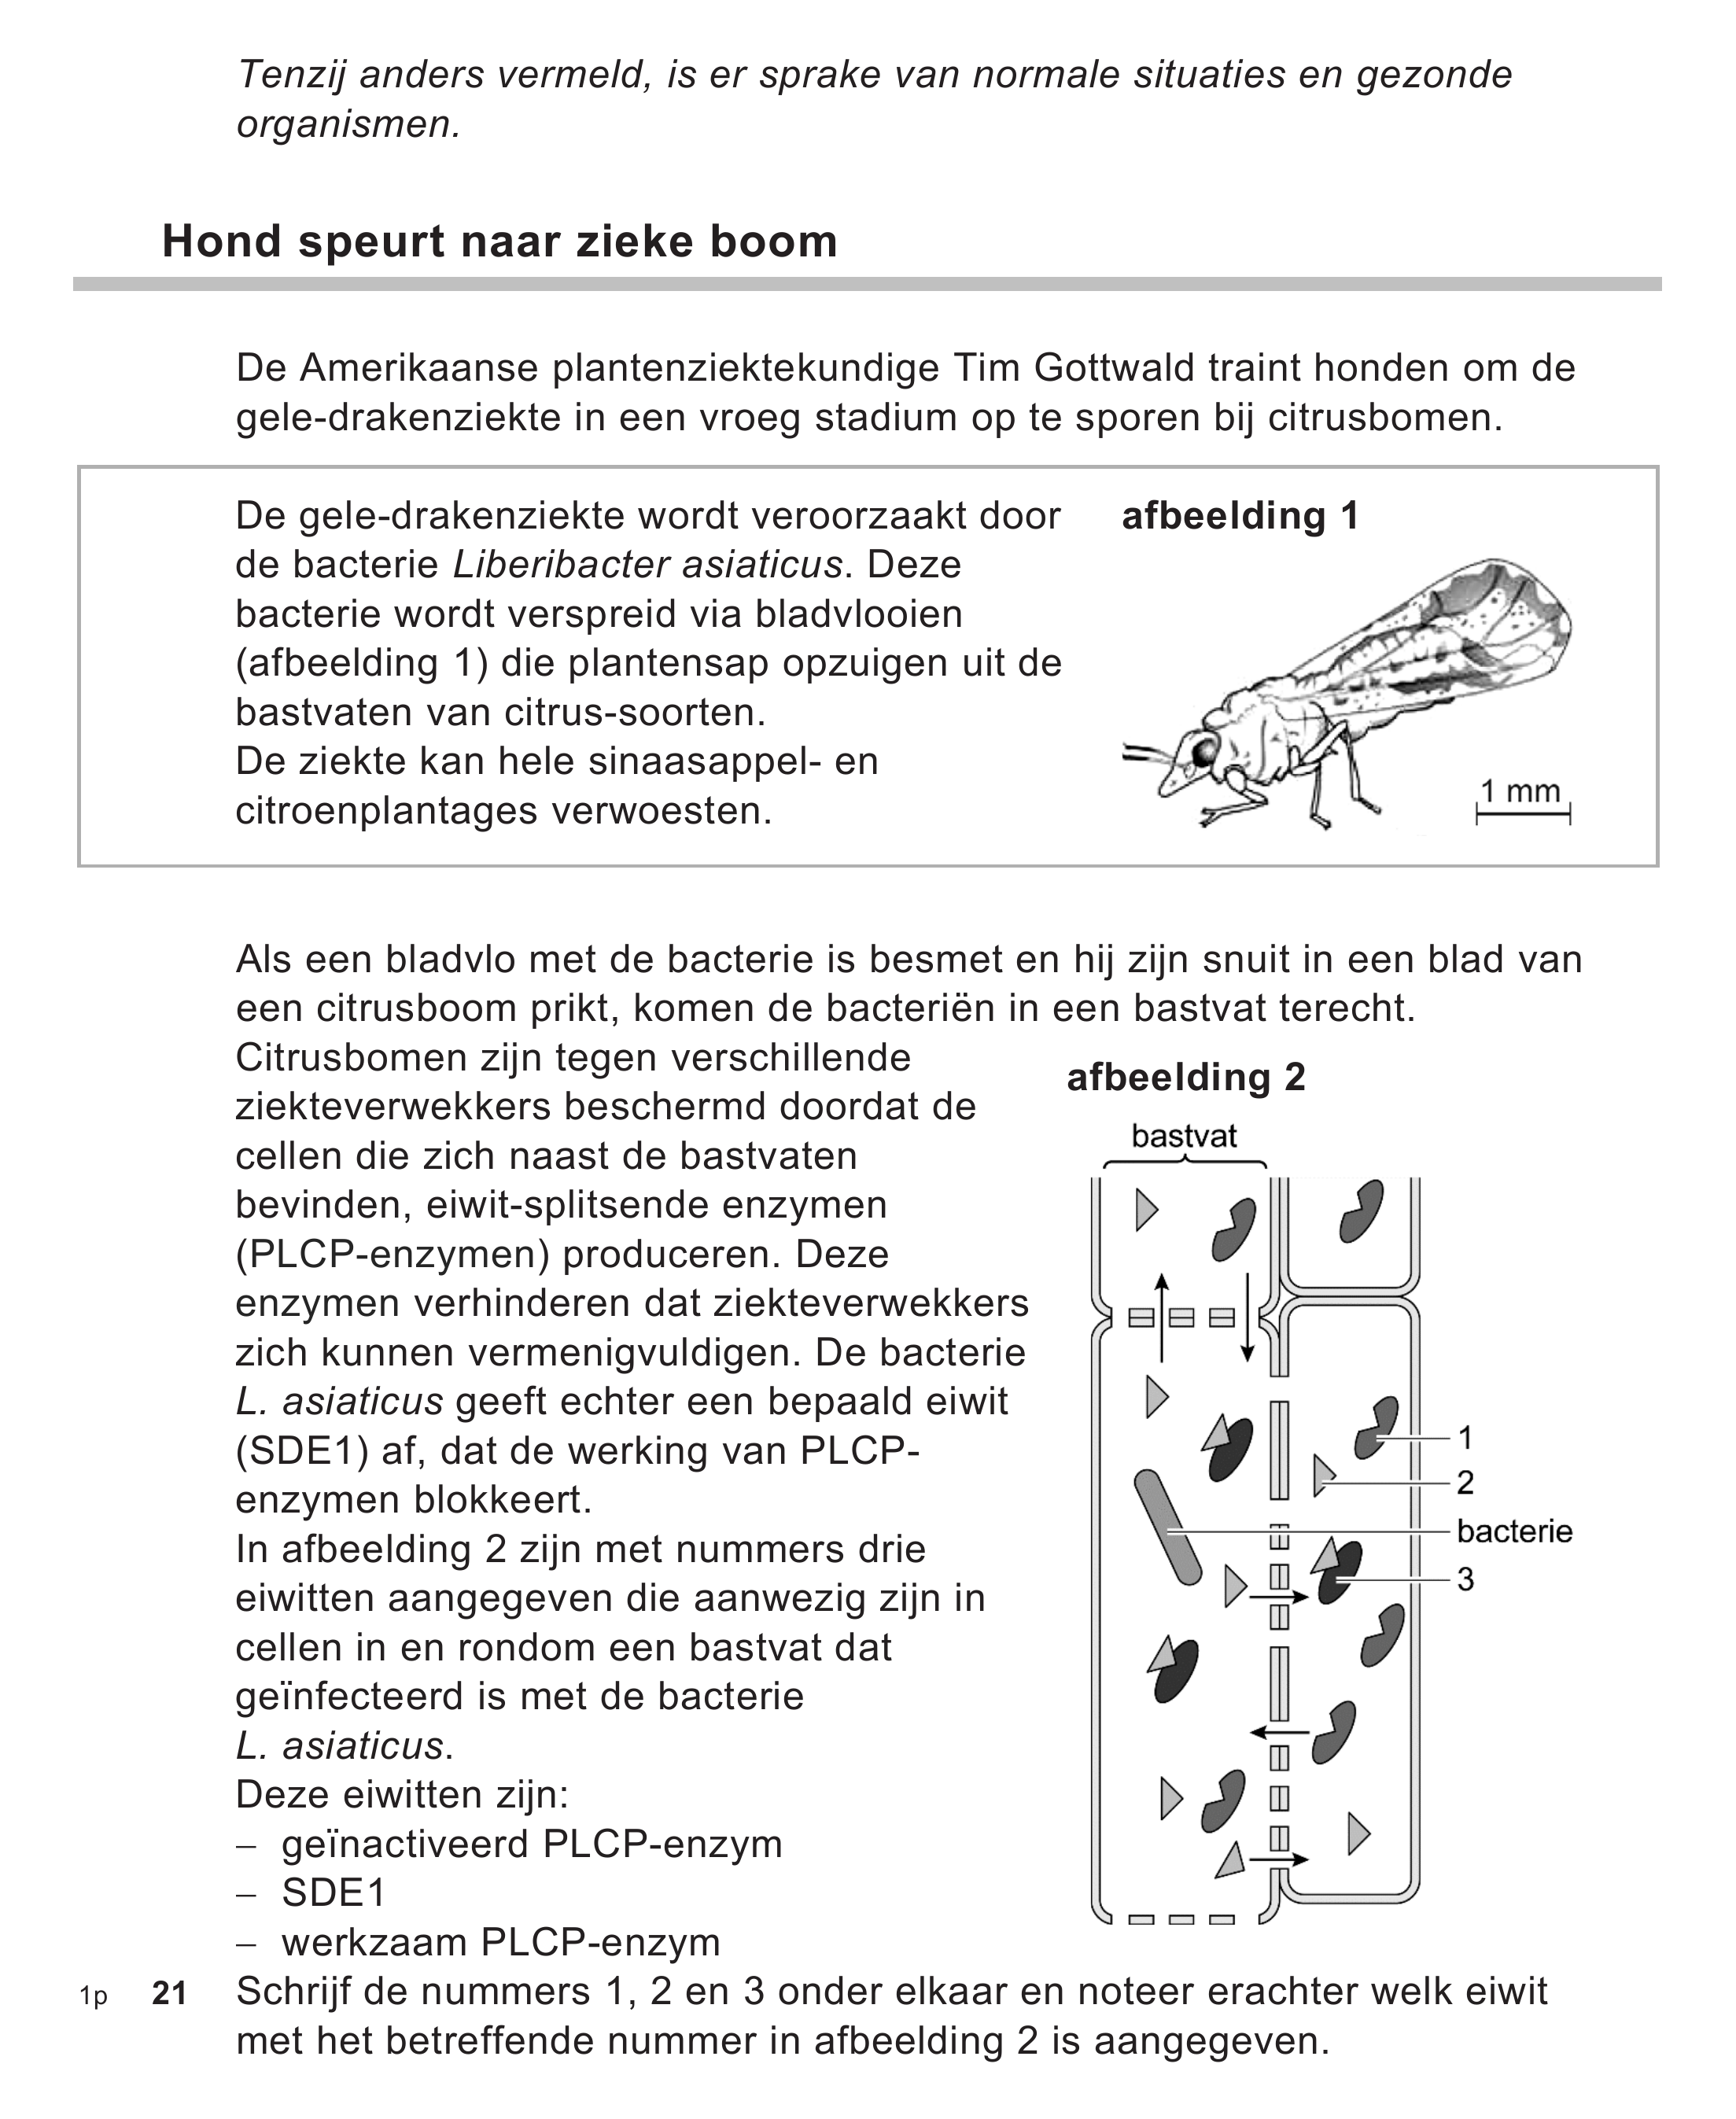 Tenzij anders vermeld, is er sprake van normale situaties en gezonde
organismen.
Hond speurt naar zieke boom
De Amerikaanse plantenziektekundige Tim Gottwald traint honden om de
gele-drakenziekte in een vroeg stadium op te sporen bij citrusbomen.
De gele-drakenziekte wordt veroorzaakt door
de bacterie Liberibacter asiaticus. Deze
bacterie wordt verspreid via bladvlooien
(afbeelding 1) die plantensap opzuigen uit de
bastvaten van citrus-soorten.
De ziekte kan hele sinaasappel- en
citroenplantages verwoesten.
afbeelding 1
1 mm
Als een bladvlo met de bacterie is besmet en hij zijn snuit in een blad van
een citrusboom prikt, komen de bacteriën in een bastvat terecht.
Citrusbomen zijn tegen verschillende
ziekteverwekkers beschermd doordat de
cellen die zich naast de bastvaten
bevinden, eiwit-splitsende enzymen
(PLCP-enzymen) produceren. Deze
enzymen verhinderen dat ziekteverwekkers
zich kunnen vermenigvuldigen. De bacterie
L. asiaticus geeft echter een bepaald eiwit
(SDE1) af, dat de werking van PLCP-
enzymen blokkeert.
In afbeelding 2 zijn met nummers drie
eiwitten aangegeven die aanwezig zijn in
cellen in en rondom een bastvat dat
geïnfecteerd is met de bacterie
L. asiaticus.
Deze eiwitten zijn:
– geïnactiveerd PLCP-enzym
– SDE1
– werkzaam PLCP-enzym
afbeelding 2
bastvat
1
2
bacterie
3
1p 21 Schrijf de nummers 1, 2 en 3 onder elkaar en noteer erachter welk eiwit
met het betreffende nummer in afbeelding 2 is aangegeven.